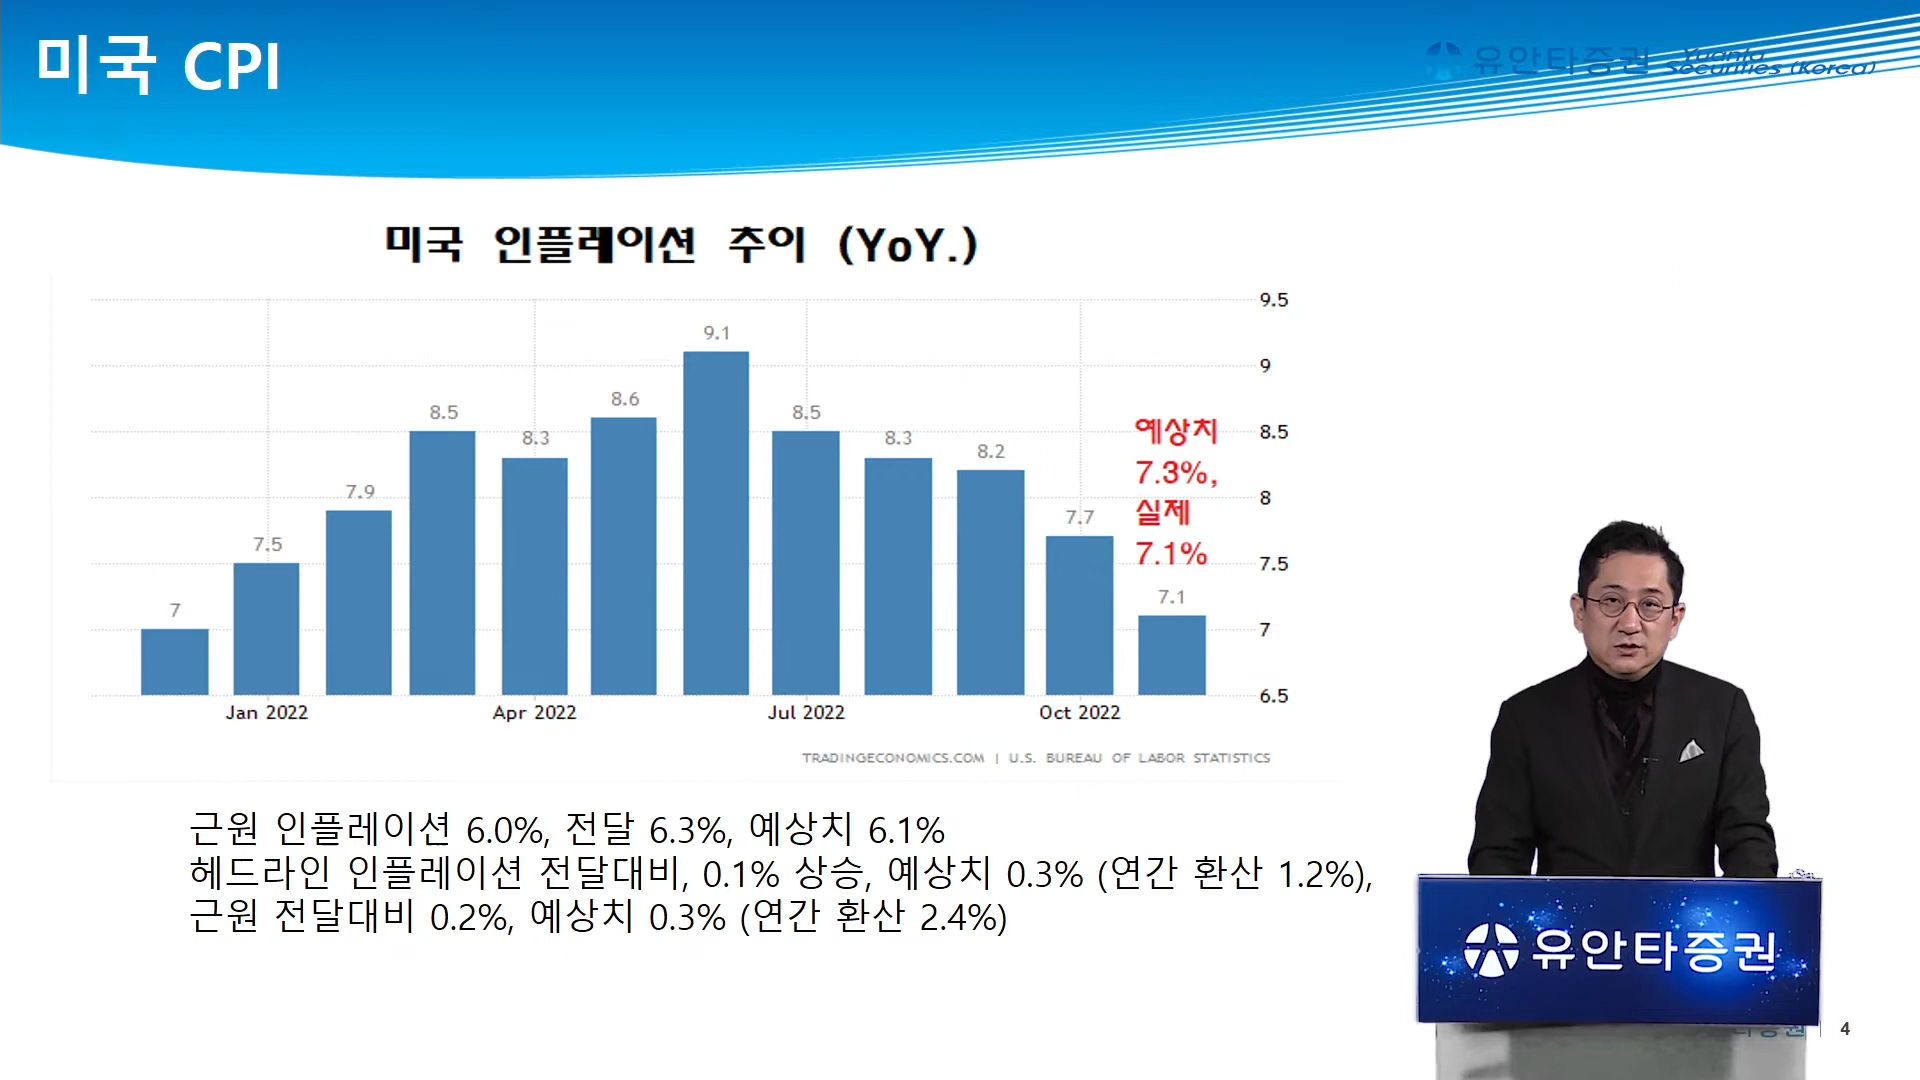 미국 CPI
유안타증권 Yuanta Securities (Korea)
미국 인플레이션 추이 (YoY.)
9.5
9
8.5
8
7.5
7
6.5
7
7.5
7.9
8.5
8.3
8.6
9.1
8.5
8.3
8.2
7.7
7.1
예상치
7.3%,
실제
7.1%
Jan 2022
Apr 2022
Jul 2022
Oct 2022
TRADINGECONOMICS.COM | U.S. BUREAU OF LABOR STATISTICS
근원 인플레이션 6.0%, 전달 6.3%, 예상치 6.1%
헤드라인 인플레이션 전달대비, 0.1% 상승, 예상치 0.3% (연간 환산 1.2%),
근원 전달대비 0.2%, 예상치 0.3% (연간 환산 2.4%)
유안타증권
4